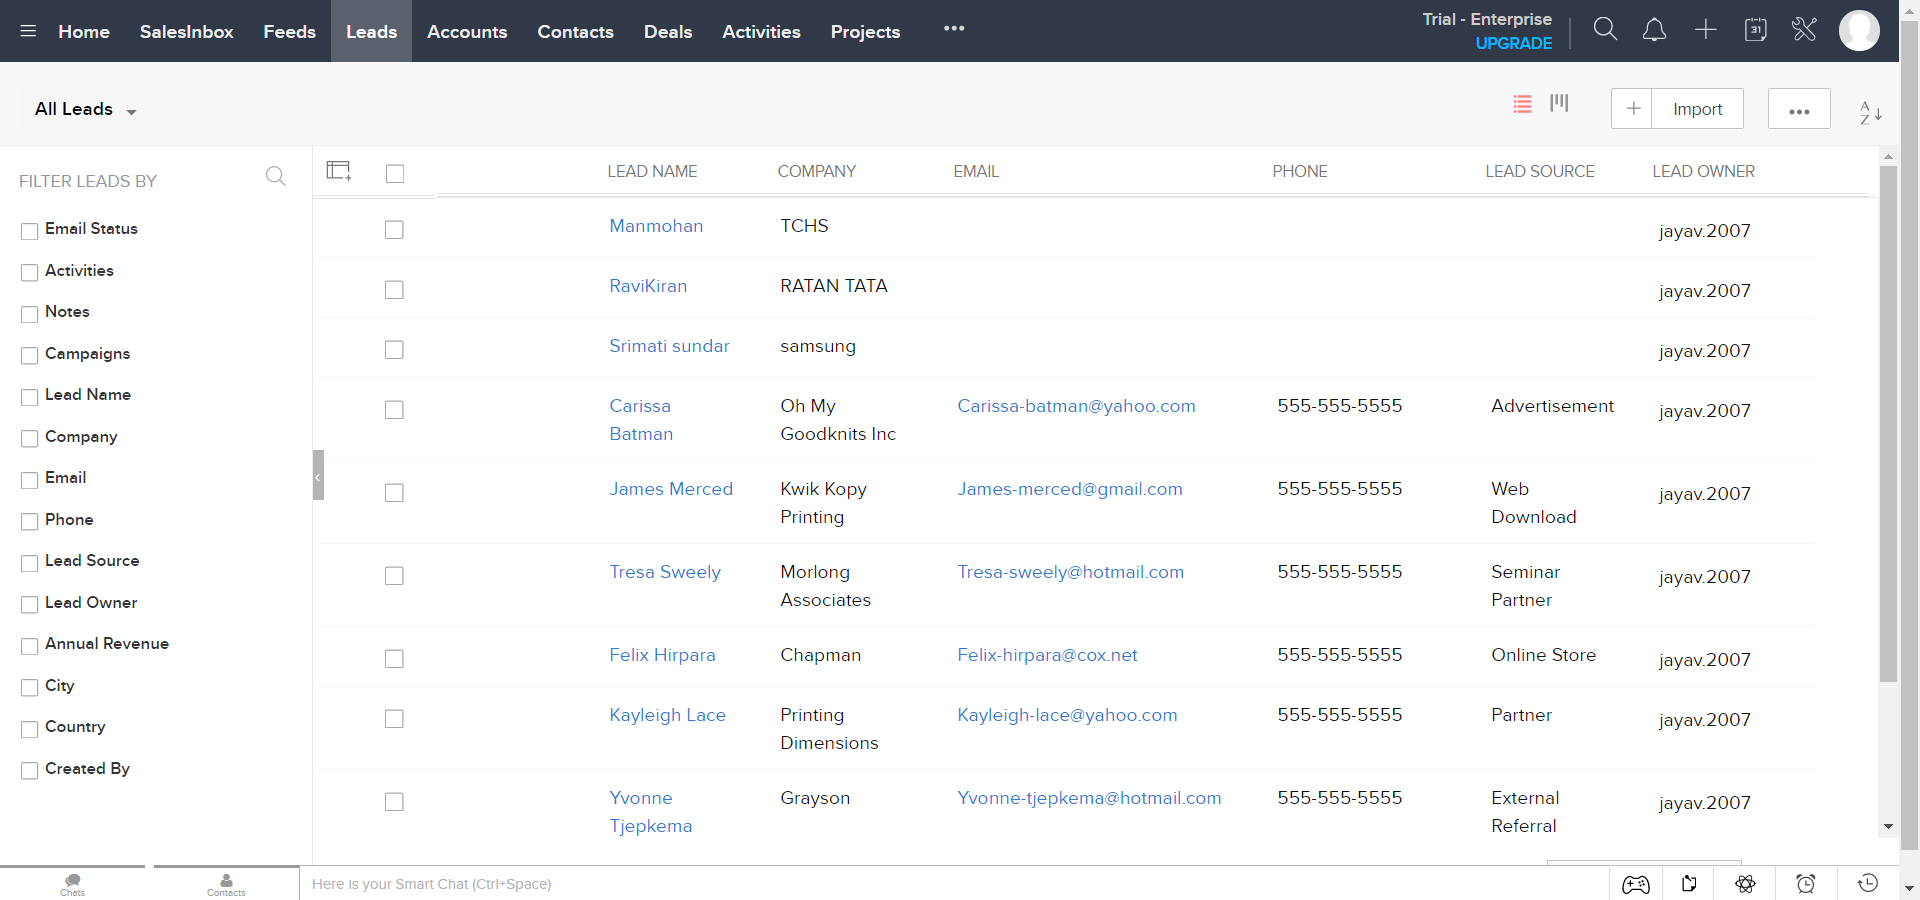 Home SalesInbox Feeds Leads Accounts Contacts Deals Activities Projects ••• Trial - Enterprise
UPGRADE
31
All Leads
Import
•••
A
Z
FILTER LEADS BY
Email Status
Activities
Notes
Campaigns
Lead Name
Company
Email
Phone
Lead Source
Lead Owner
Annual Revenue
City
Country
Created By
LEAD NAME COMPANY EMAIL PHONE LEAD SOURCE LEAD OWNER
Manmohan TCHS jayav.2007
RaviKiran RATAN TATA jayav.2007
Srimati sundar samsung jayav.2007
Carissa Oh My Carissa-batman@yahoo.com 555-555-5555 Advertisement jayav.2007
Batman Goodknits Inc
James Merced Kwik Kopy James-merced@gmail.com 555-555-5555 Web jayav.2007
Printing Download
Tresa Sweely Morlong Tresa-sweely@hotmail.com 555-555-5555 Seminar jayav.2007
Associates Partner
Felix Hirpara Chapman Felix-hirpara@cox.net 555-555-5555 Online Store jayav.2007
Kayleigh Lace Printing Kayleigh-lace@yahoo.com 555-555-5555 Partner jayav.2007
Dimensions
Yvonne Grayson Yvonne-tjepkema@hotmail.com 555-555-5555 External jayav.2007
Tjepkema Referral
Chats Contacts Here is your Smart Chat (Ctrl+Space)